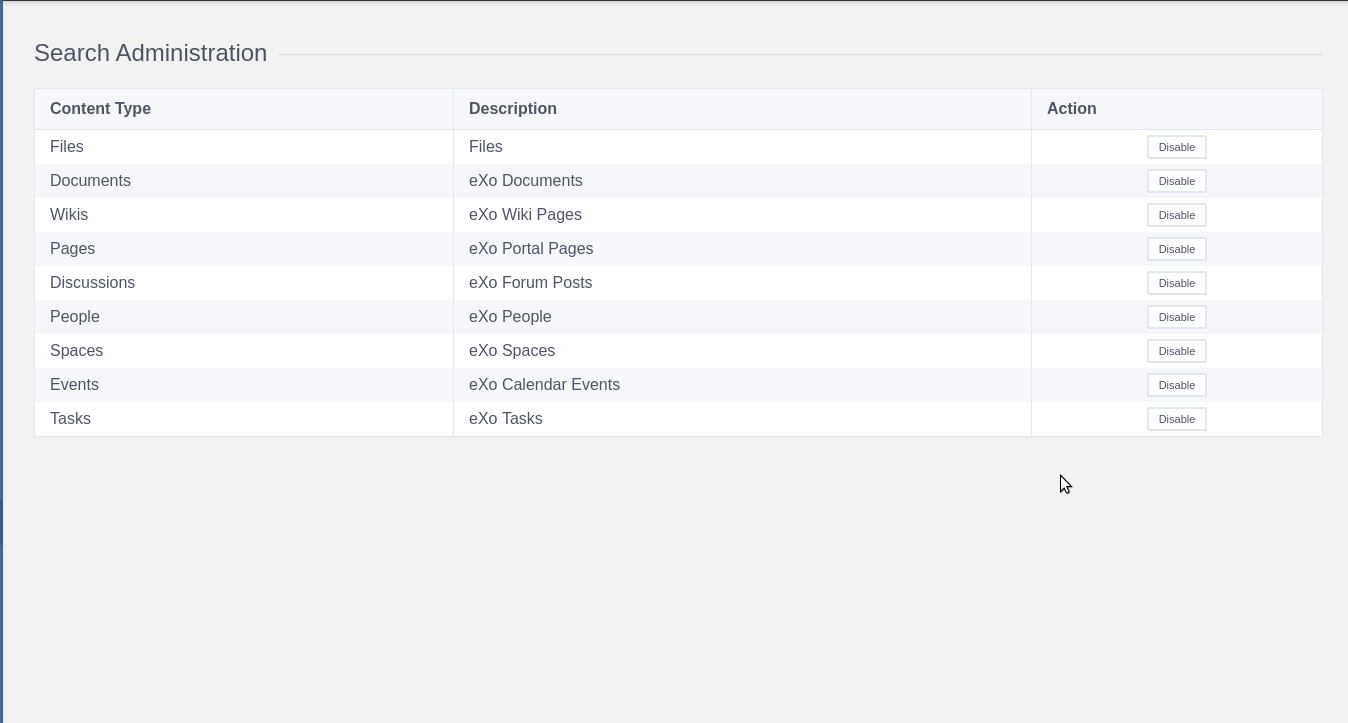 Search Administration
Content Type Description Action
Files Files Disable
Documents eXo Documents Disable
Wikis eXo Wiki Pages Disable
Pages eXo Portal Pages Disable
Discussions eXo Forum Posts Disable
People eXo People Disable
Spaces eXo Spaces Disable
Events eXo Calendar Events Disable
Tasks eXo Tasks Disable